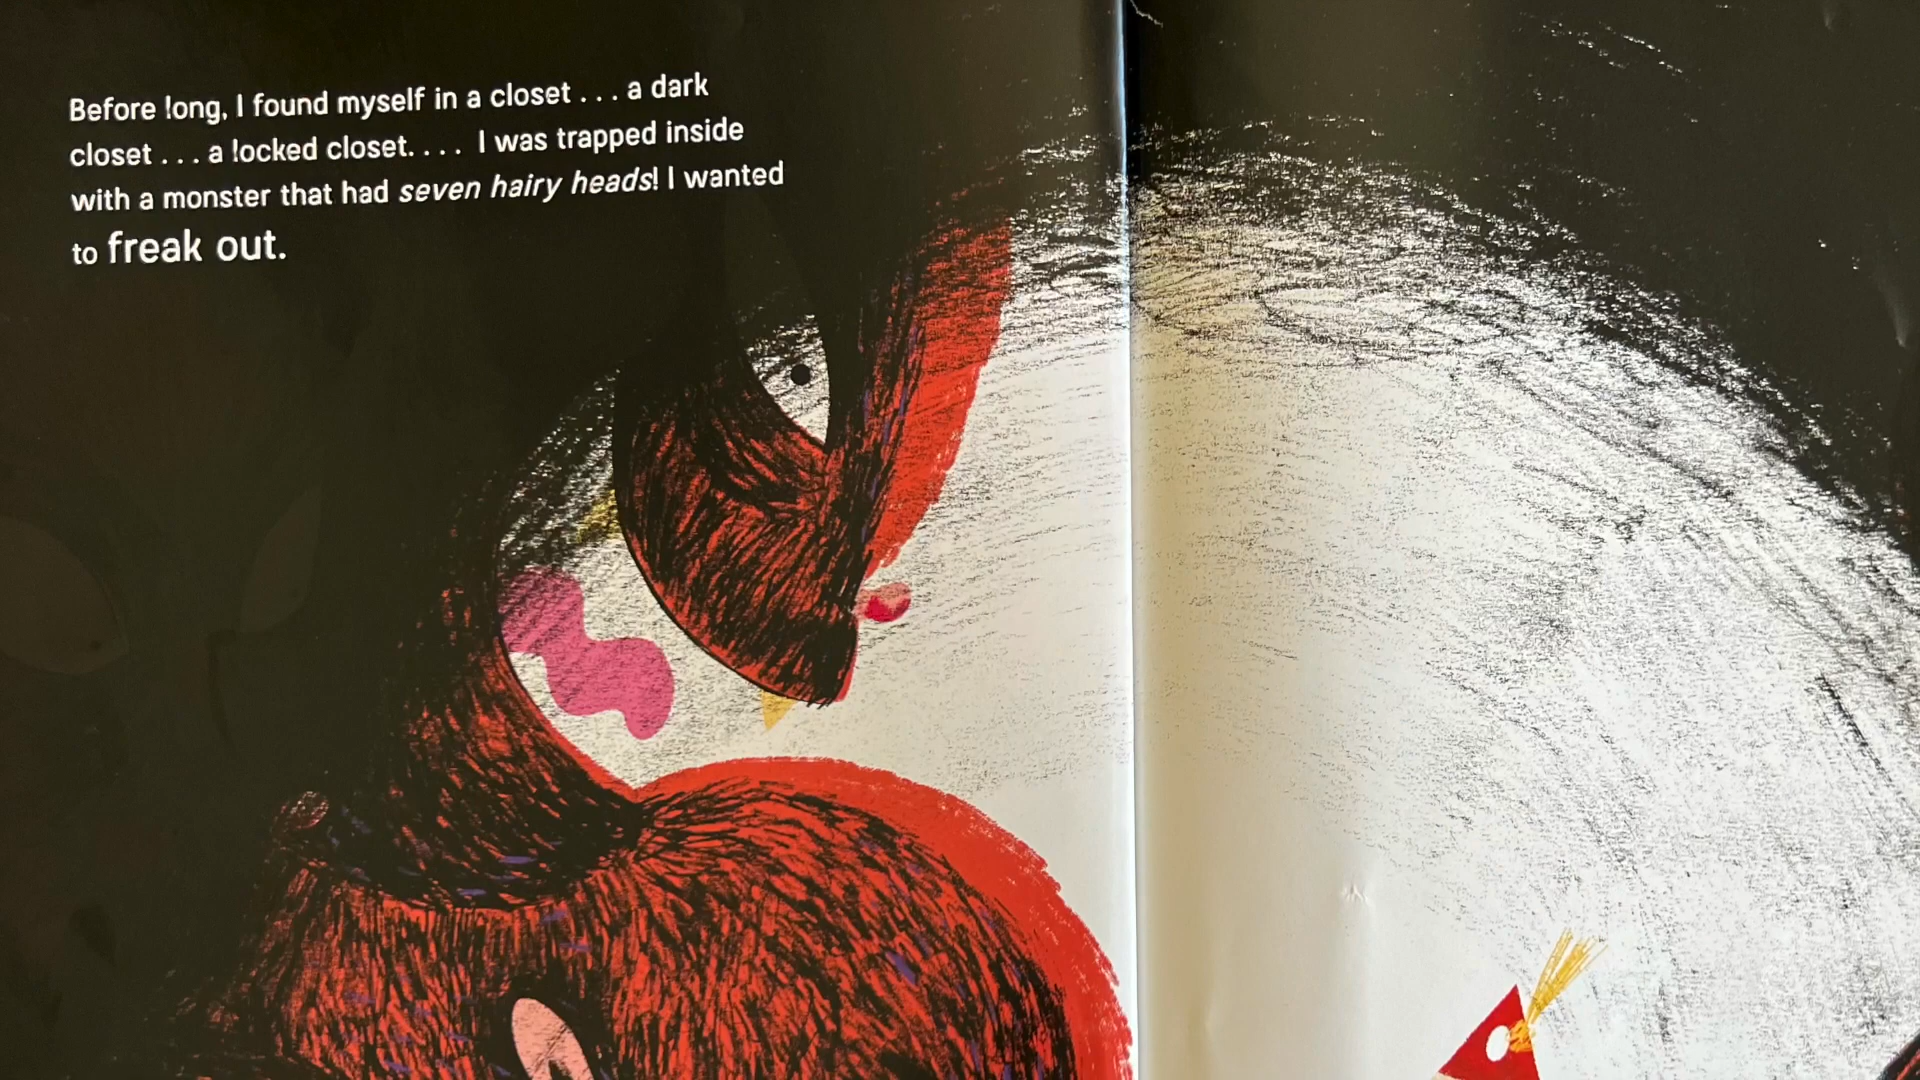 Before long, I found myself in a closet . . . a dark
closet . . . a locked closet. . . .  I was trapped inside
with a monster that had seven hairy heads! I wanted
to freak out.